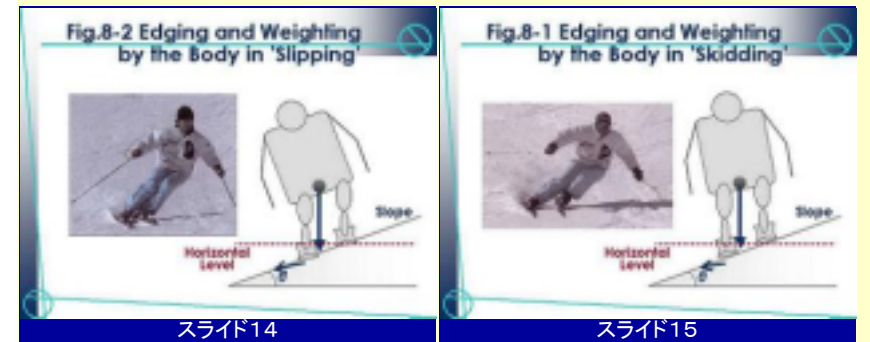 Fig.8-2 Edging and Weighting
by the Body in 'Slipping'
Slope
Horizontal
Level
θ
スライド14
Fig.8-1 Edging and Weighting
by the Body in 'Skidding'
Slope
Horizontal
Level
θ
スライド15